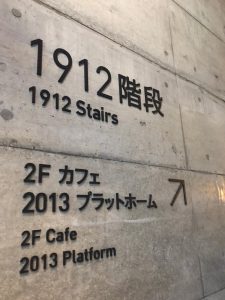 1912 階段
1912 Stairs
2F カフェ
2013 プラットホーム
2F Cafe
2013 Platform